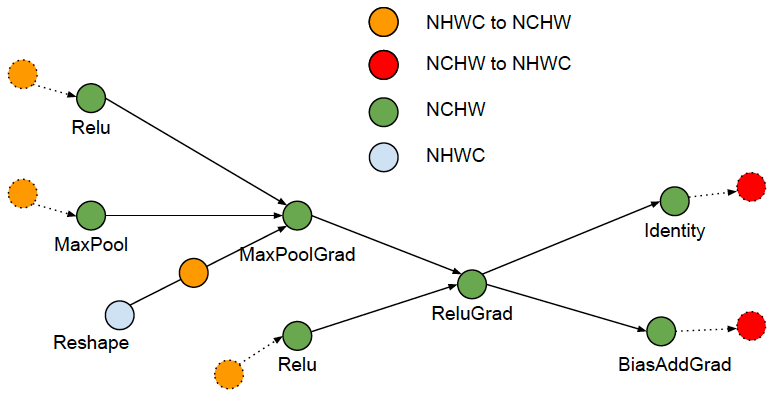 NHWC to NCHW
NCHW to NHWC
NCHW
NHWC
Relu
MaxPool
MaxPoolGrad
Reshape
Relu
ReluGrad
Identity
BiasAddGrad